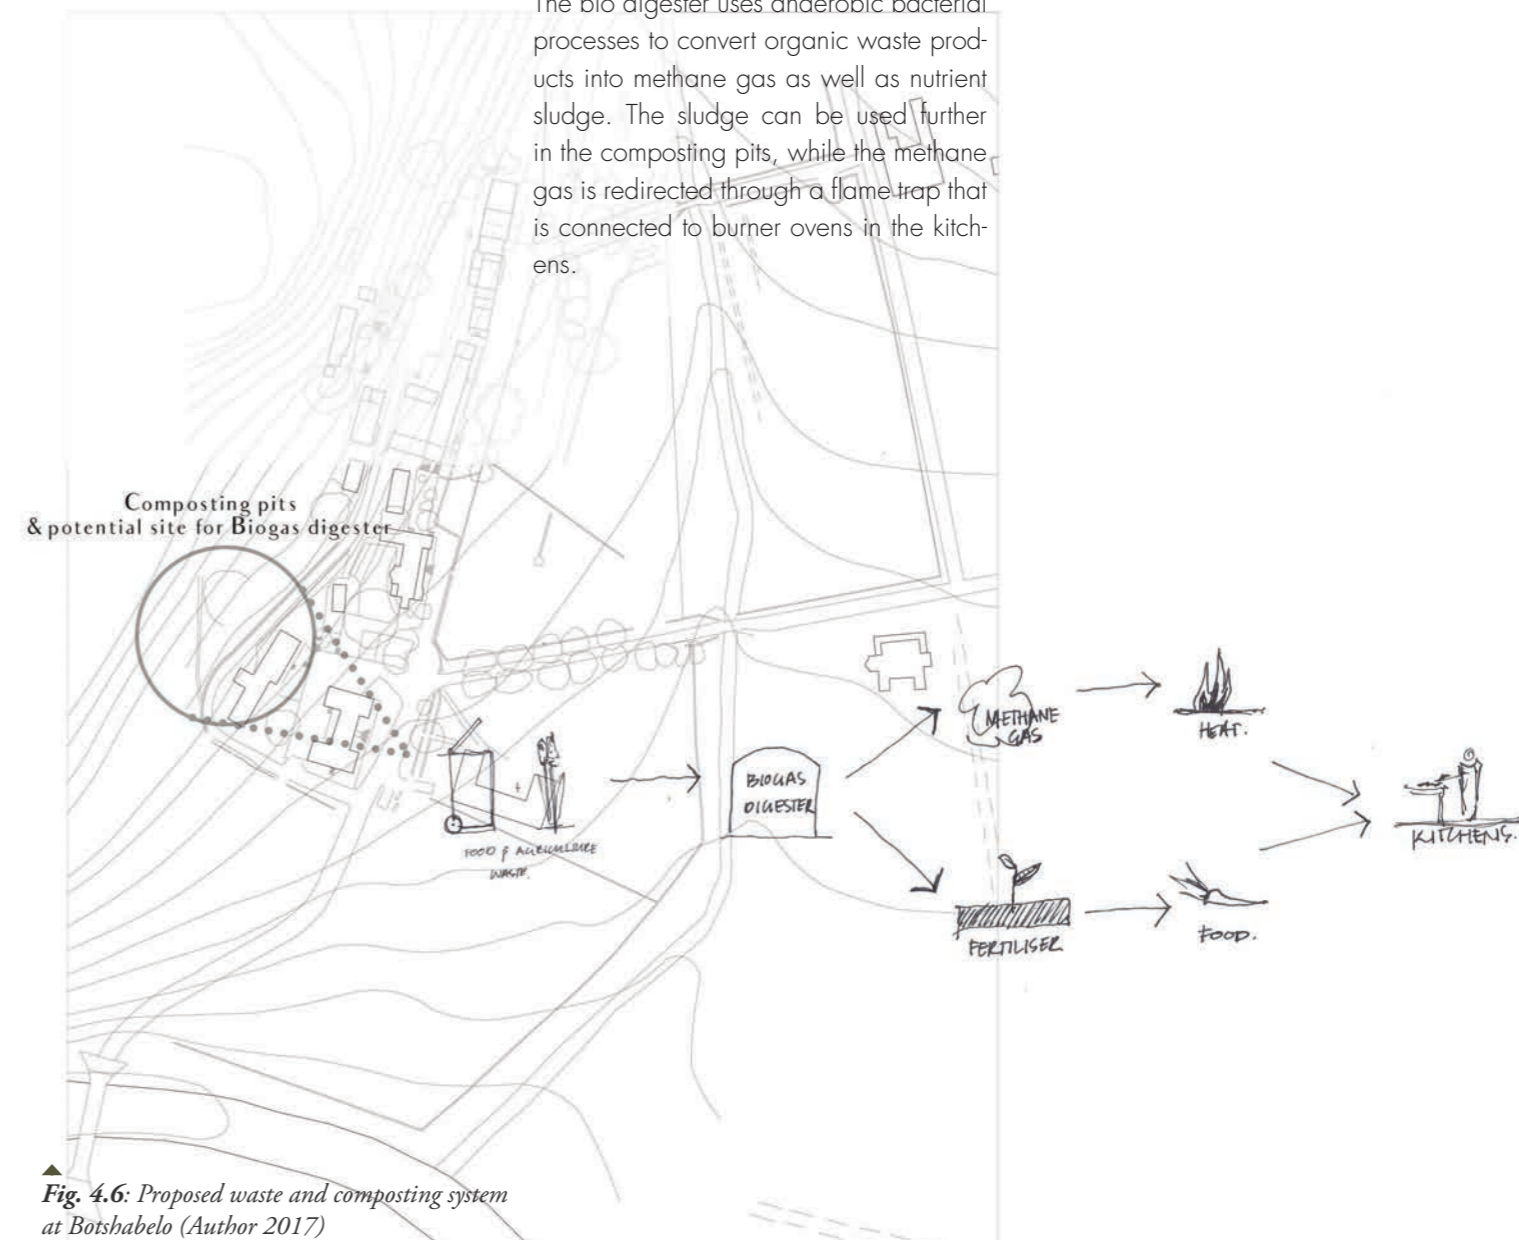 The bio digester uses anaerobic bacterial
processes to convert organic waste prod-
ucts into methane gas as well as nutrient
sludge. The sludge can be used further
in the composting pits, while the methane
gas is redirected through a flame trap that
is connected to burner ovens in the kitch-
ens.
Composting pits
& potential site for Biogas digester
FOOD & AGRICULTURE
WASTE.
BIOGAS
DIGESTER
METHANE
GAS
HEAT.
FERTILISER
FOOD.
KITCHENS.
Fig. 4.6: Proposed waste and composting system
at Botshabelo (Author 2017)